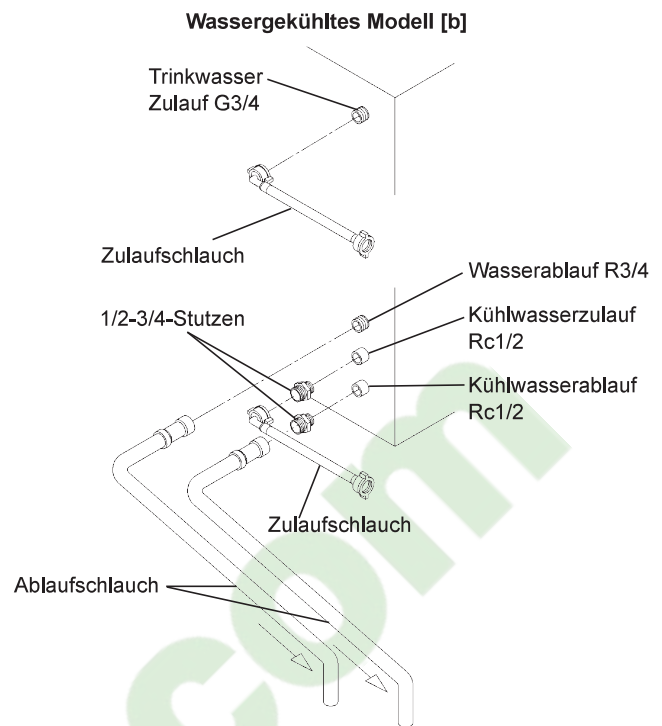 Wassergekühltes Modell [b]
Trinkwasser
Zulauf G3/4
Zulaufschlauch
Wasserablauf R3/4
1/2-3/4-Stutzen
Kühlwasserzulauf
Rc1/2
Kühlwasserablauf
Rc1/2
Zulaufschlauch
Ablaufschlauch
com